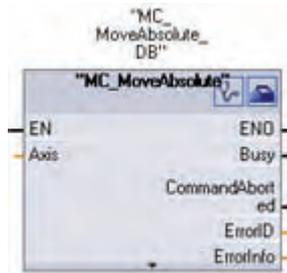 "MC_
MoveAbsolute_
DB"
"MC_MoveAbsolute"
EN
ENO
Axis
Busy
CommandAbort
ed
ErrorID
ErrorInfo